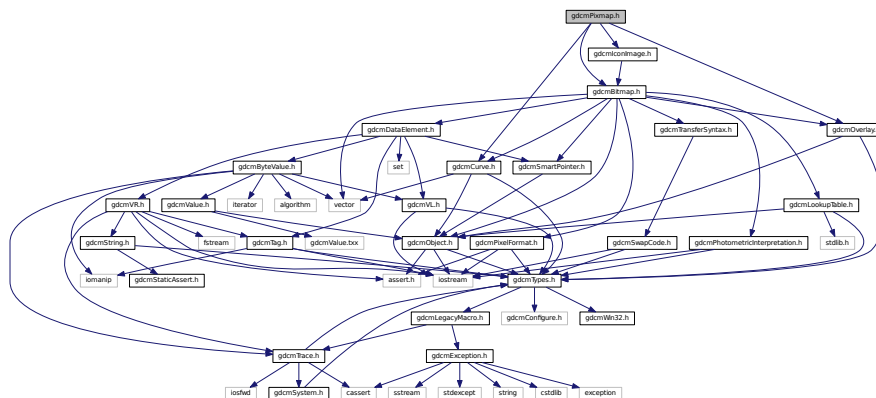 gdcmPixmap.h
gdcmIconImage.h
gdcmBitmap.h
gdcmDataElement.h
gdcmTransferSyntax.h
gdcmOverlay.
gdcmByteValue.h
set
gdcmCurve.h
gdcmSmartPointer.h
gdcmVR.h
gdcmValue.h
iterator
algorithm
vector
gdcmVL.h
gdcmLookupTable.h
gdcmString.h
fstream
gdcmTag.h
gdcmValue.txx
gdcmObject.h
gdcmPixelFormat.h
gdcmSwapCode.h
gdcmPhotometricInterpretation.h
stdlib.h
iomanip
gdcmStaticAssert.h
assert.h
iostream
gdcmTypes.h
gdcmLegacyMacro.h
gdcmConfigure.h
gdcmWin32.h
gdcmTrace.h
gdcmException.h
iosfwd
gdcmSystem.h
cassert
sstream
stdexcept
string
cstdlib
exception